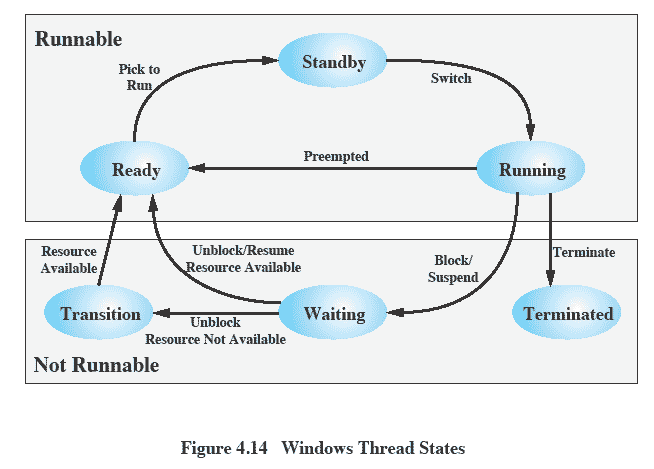 Runnable
Standby
Pick to
Run
Switch
Preempted
Ready
Running
Resource
Available
Unblock/Resume
Resource Available
Block/
Suspend
Terminate
Transition
Waiting
Terminated
Unblock
Resource Not Available
Not Runnable
Figure 4.14 Windows Thread States